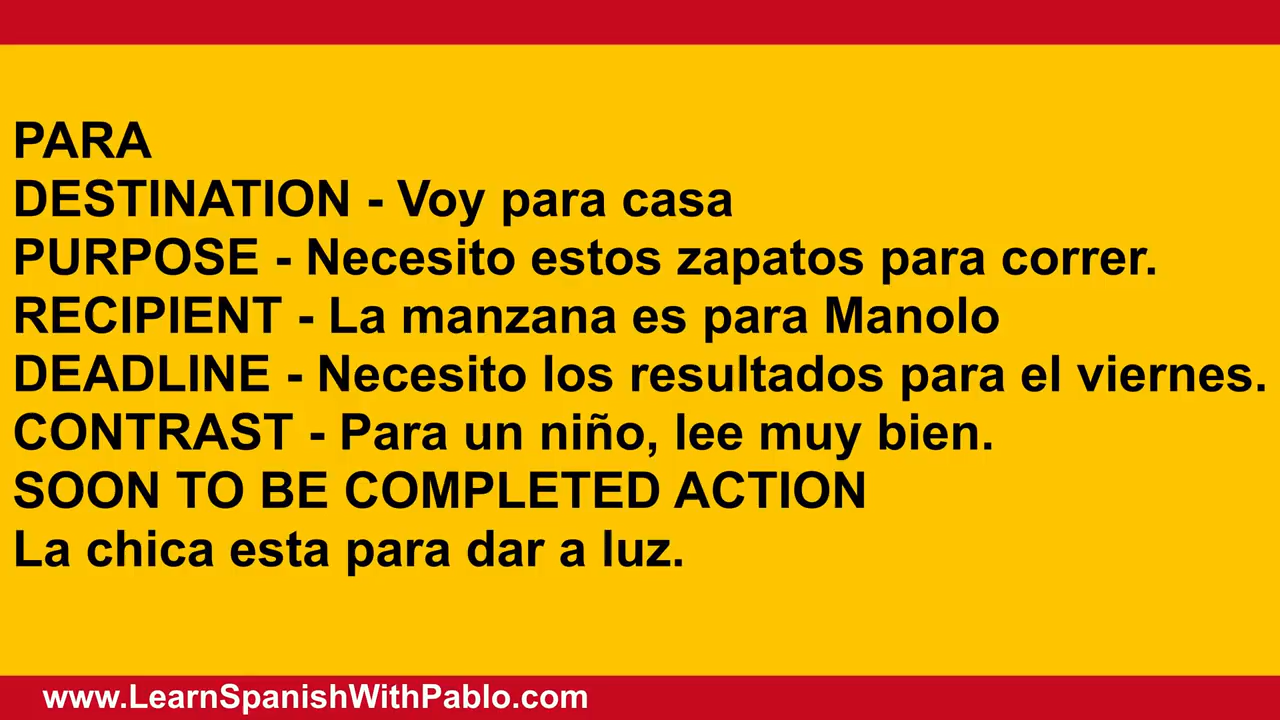 PARA
DESTINATION - Voy para casa
PURPOSE - Necesito estos zapatos para correr.
RECIPIENT - La manzana es para Manolo
DEADLINE - Necesito los resultados para el viernes.
CONTRAST - Para un niño, lee muy bien.
SOON TO BE COMPLETED ACTION
La chica esta para dar a luz.
www.LearnSpanishWithPablo.com